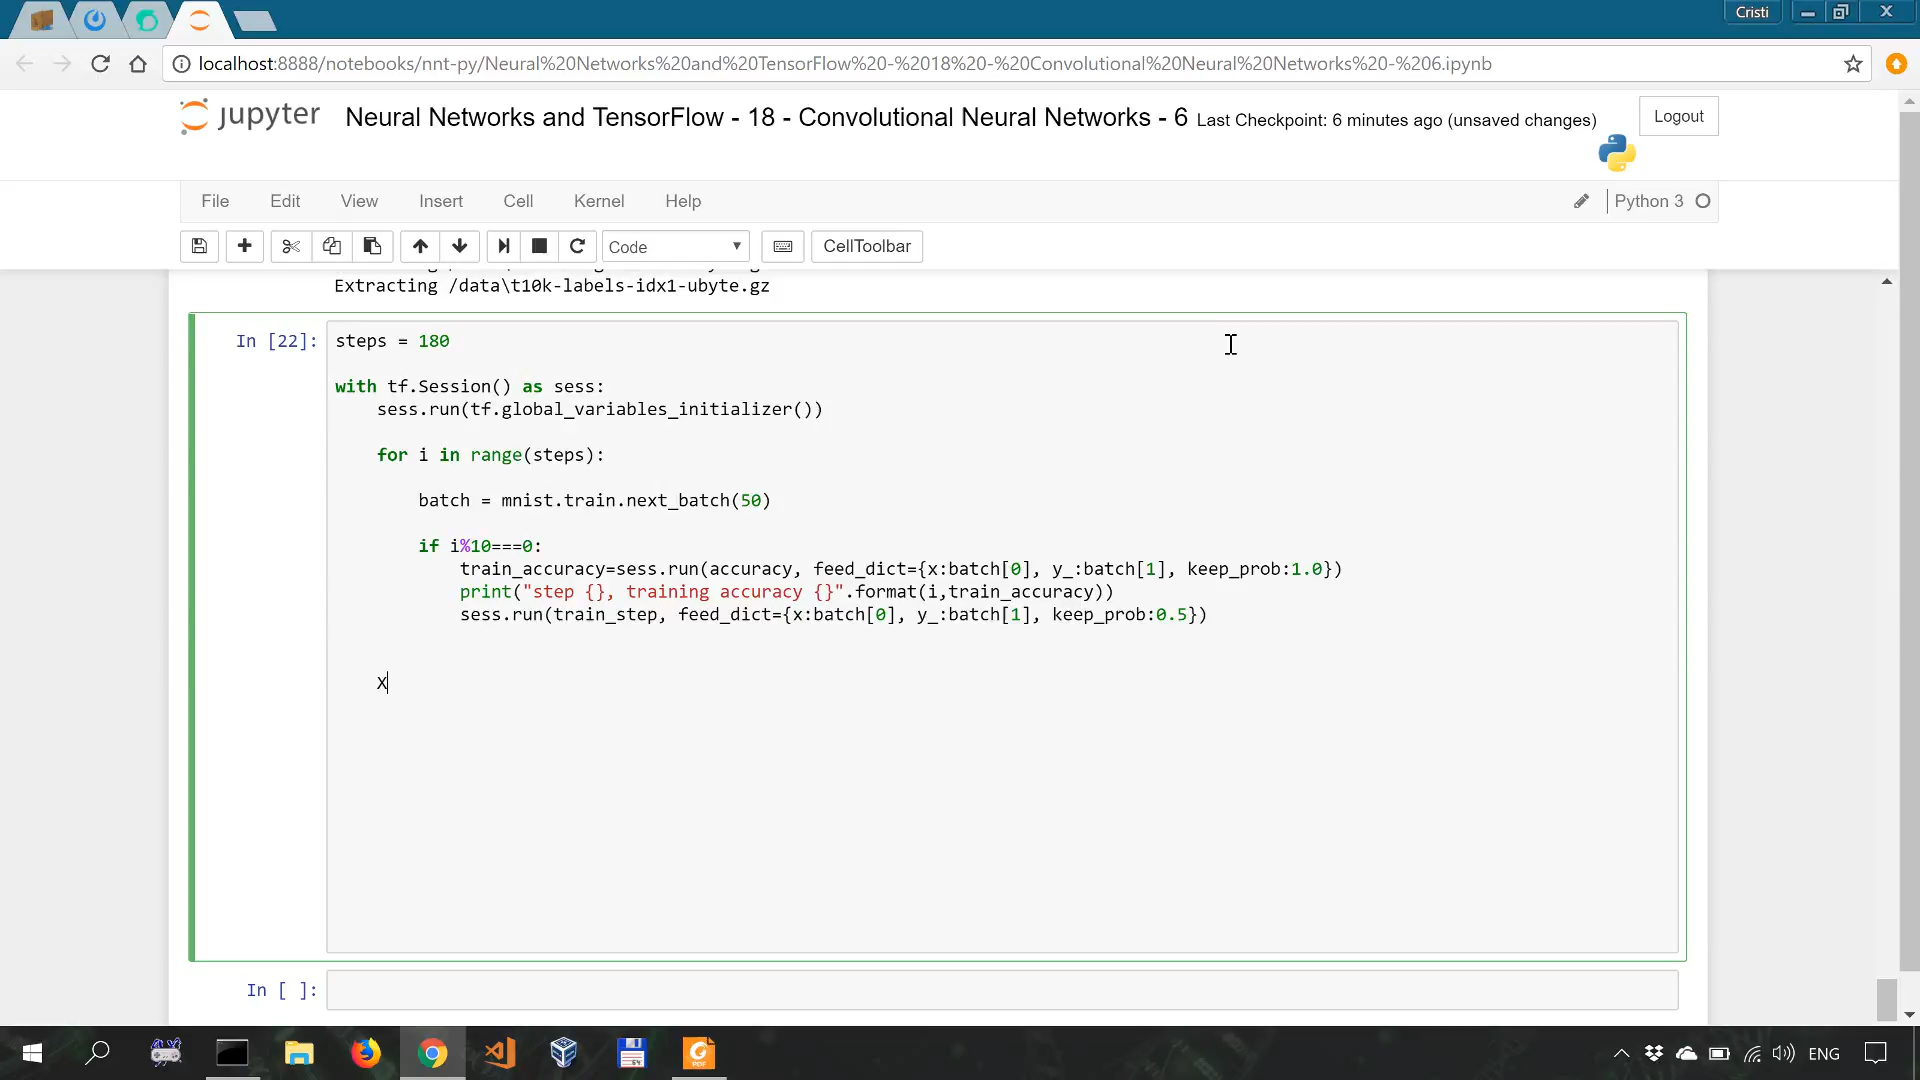 Cristi
localhost:8888/notebooks/nnt-py/Neural%20Networks%20and%20TensorFlow%20-%2018%20-%20Convolutional%20Neural%20Networks%20-%206.ipynb
jupyter Neural Networks and TensorFlow - 18 - Convolutional Neural Networks - 6 Last Checkpoint: 6 minutes ago (unsaved changes)
Logout
File Edit View Insert Cell Kernel Help
Python 3
Code
CellToolbar
Extracting /data\t10k-labels-idx1-ubyte.gz
In [22]:
steps = 180
with tf.Session() as sess:
sess.run(tf.global_variables_initializer())
for i in range(steps):
batch = mnist.train.next_batch(50)
if i%10===0:
train_accuracy=sess.run(accuracy, feed_dict={x:batch[0], y_:batch[1], keep_prob:1.0})
print("step {}, training accuracy {}".format(i,train_accuracy))
sess.run(train_step, feed_dict={x:batch[0], y_:batch[1], keep_prob:0.5})
X
In [ ]:
64
PDF
ENG